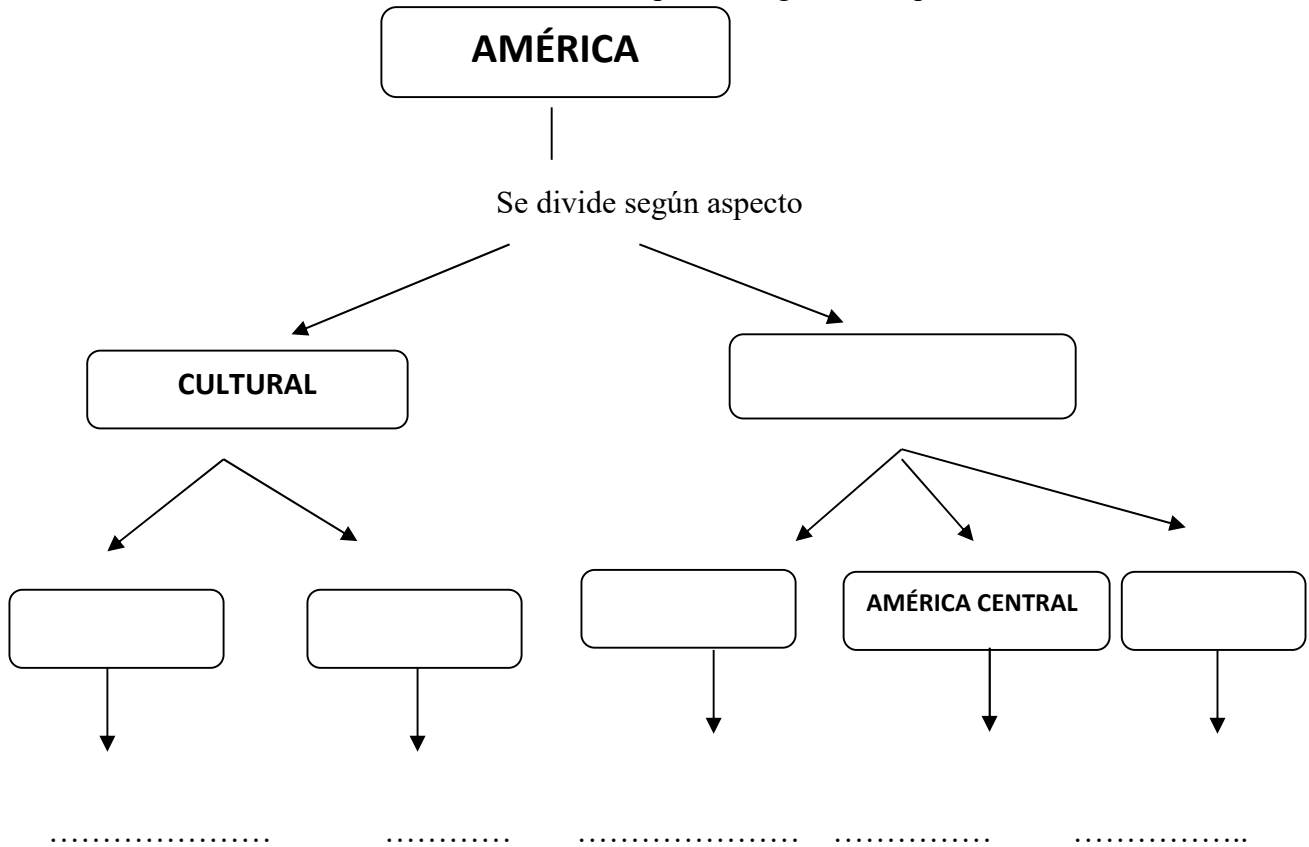 AMÉRICA
Se divide según aspecto
CULTURAL
AMÉRICA CENTRAL
………………… ………… ………………… …………… ……………..